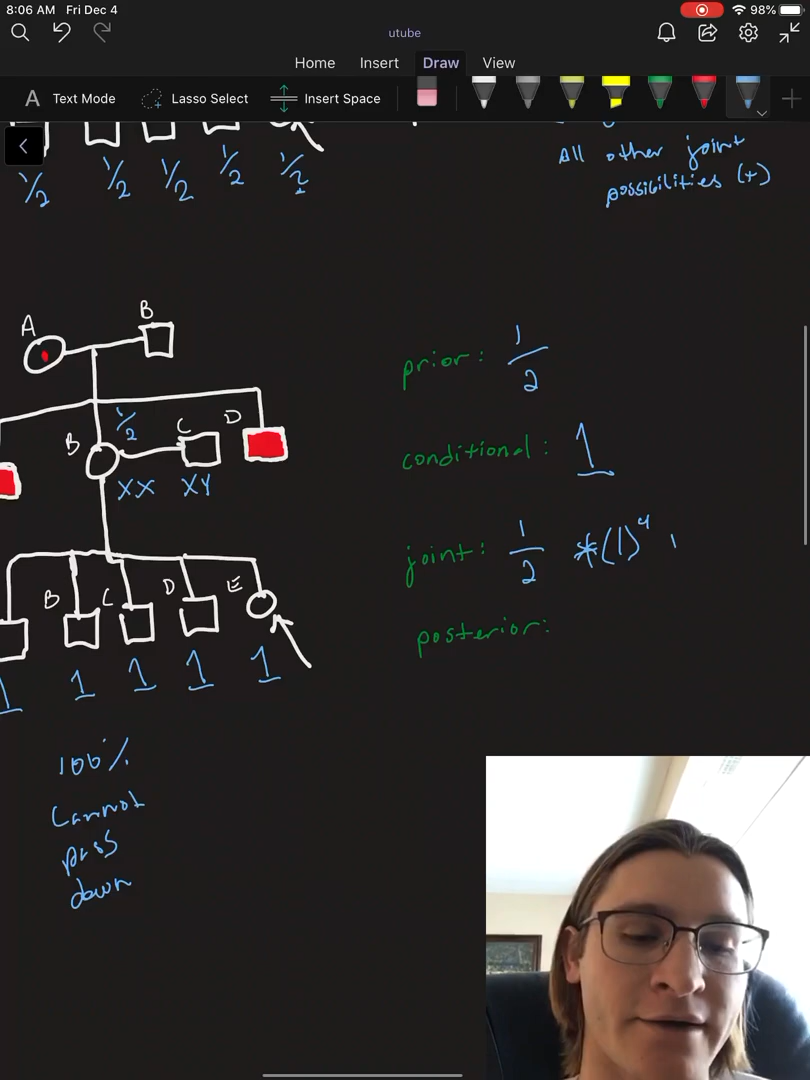 8:06 AM Fri Dec 4
98%
utube
Home Insert Draw View
A Text Mode Lasso Select Insert Space
1/2 1/2 1/2 1/2 1/2
All other joint
possibilities (+)
A B
prior: 1/2
1/2
B C D
XX XY
conditional: 1
joint: 1/2 *(1)^4
B C D E
posterior:
1 1 1 1 1
100%
Cannot
pass
down